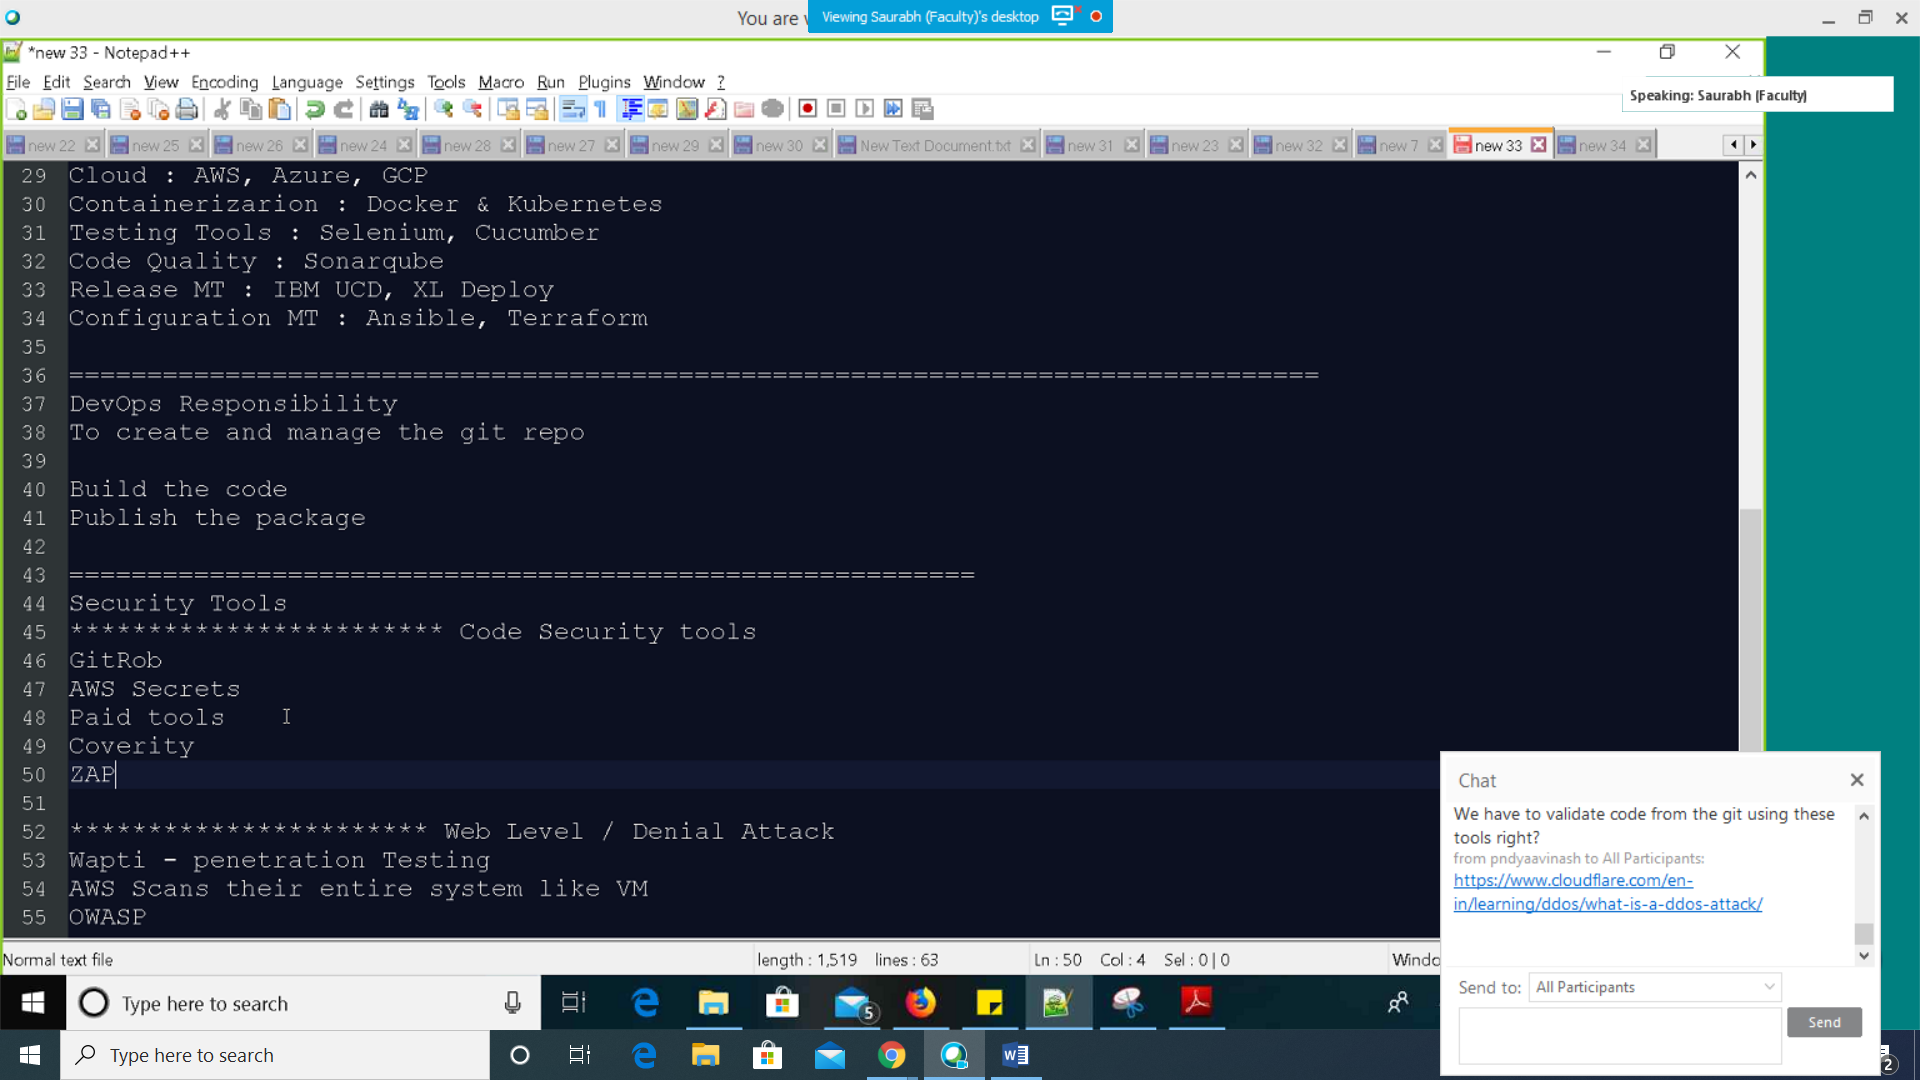 You are
Viewing Saurabh (Faculty)'s desktop
*new 33 - Notepad++
File Edit Search View Encoding Language Settings Tools Macro Run Plugins Window ?
Speaking: Saurabh (Faculty)
new 22 new 25 new 26 new 24 new 28 new 27 new 29 new 30 New Text Document.txt new 31 new 23 new 32 new 7 new 33 new 34
29 Cloud : AWS, Azure, GCP
30 Containerizarion : Docker & Kubernetes
31 Testing Tools : Selenium, Cucumber
32 Code Quality : Sonarqube
33 Release MT : IBM UCD, XL Deploy
34 Configuration MT : Ansible, Terraform
35
36 ================================================================================
37 DevOps Responsibility
38 To create and manage the git repo
39
40 Build the code
41 Publish the package
42
43 ==========================================================
44 Security Tools
45 ************************ Code Security tools
46 GitRob
47 AWS Secrets
48 Paid tools
49 Coverity
50 ZAP
51
52 *********************** Web Level / Denial Attack
53 Wapti - penetration Testing
54 AWS Scans their entire system like VM
55 OWASP
Normal text file length : 1,519 lines : 63 Ln : 50 Col : 4 Sel : 0 | 0 Windo
Chat
We have to validate code from the git using these
tools right?
from pndyaavinash to All Participants:
https://www.cloudflare.com/en-
in/learning/ddos/what-is-a-ddos-attack/
Send to: All Participants
Send
Type here to search
5
Type here to search
2